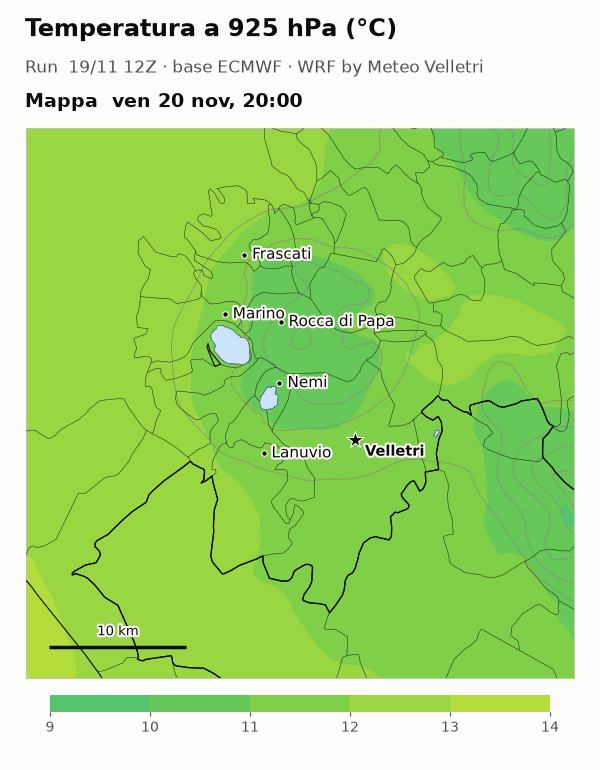 Temperatura a 925 hPa (°C)
Run  19/11 12Z · base ECMWF · WRF by Meteo Velletri
Mappa  ven 20 nov, 20:00
Frascati
Marino
Rocca di Papa
Nemi
Velletri
Lanuvio
10 km
9 10 11 12 13 14